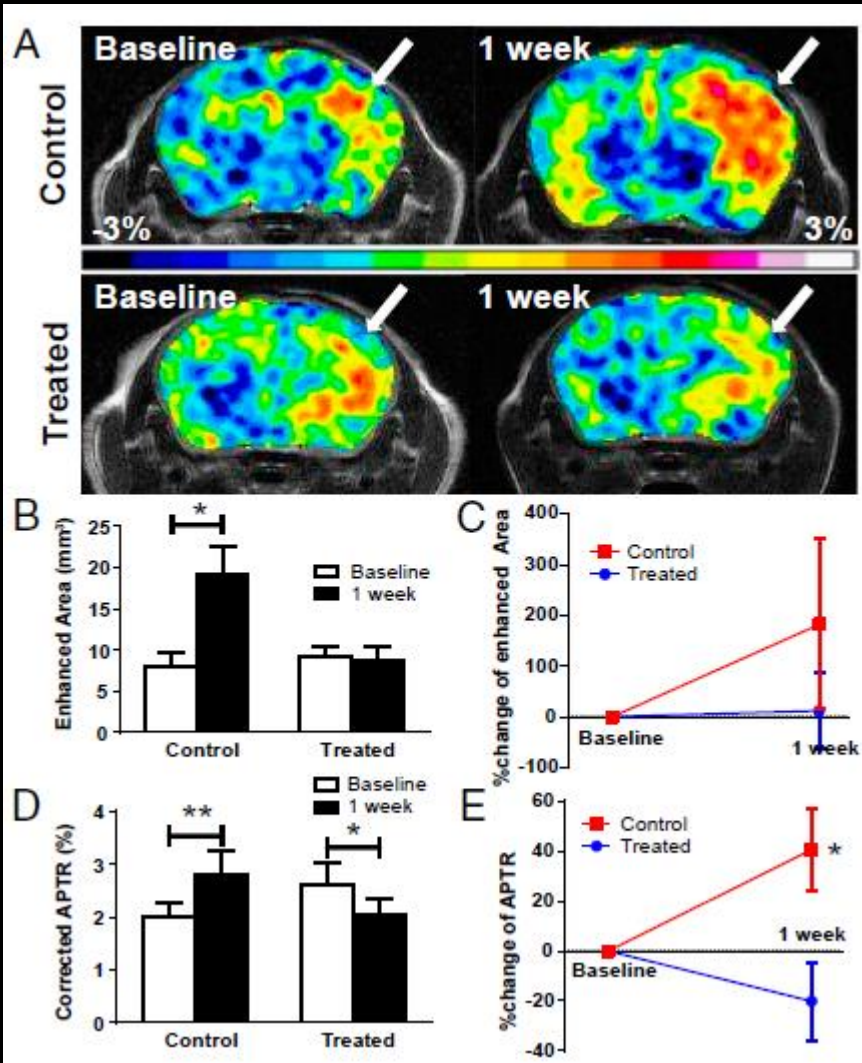 A
Baseline
1 week
Control
-3%
3%
Baseline
1 week
Treated
B
Enhanced Area (mm³)
25
20
15
10
5
0
*
Baseline
1 week
Control
Treated
C
%change of enhanced Area
400
300
200
100
0
-100
Control
Treated
Baseline
1 week
D
Corrected APTR (%)
4
3
2
1
0
**
*
Baseline
1 week
Control
Treated
E
%change of APTR
60
40
20
0
-20
-40
Control
Treated
*
1 week
Baseline